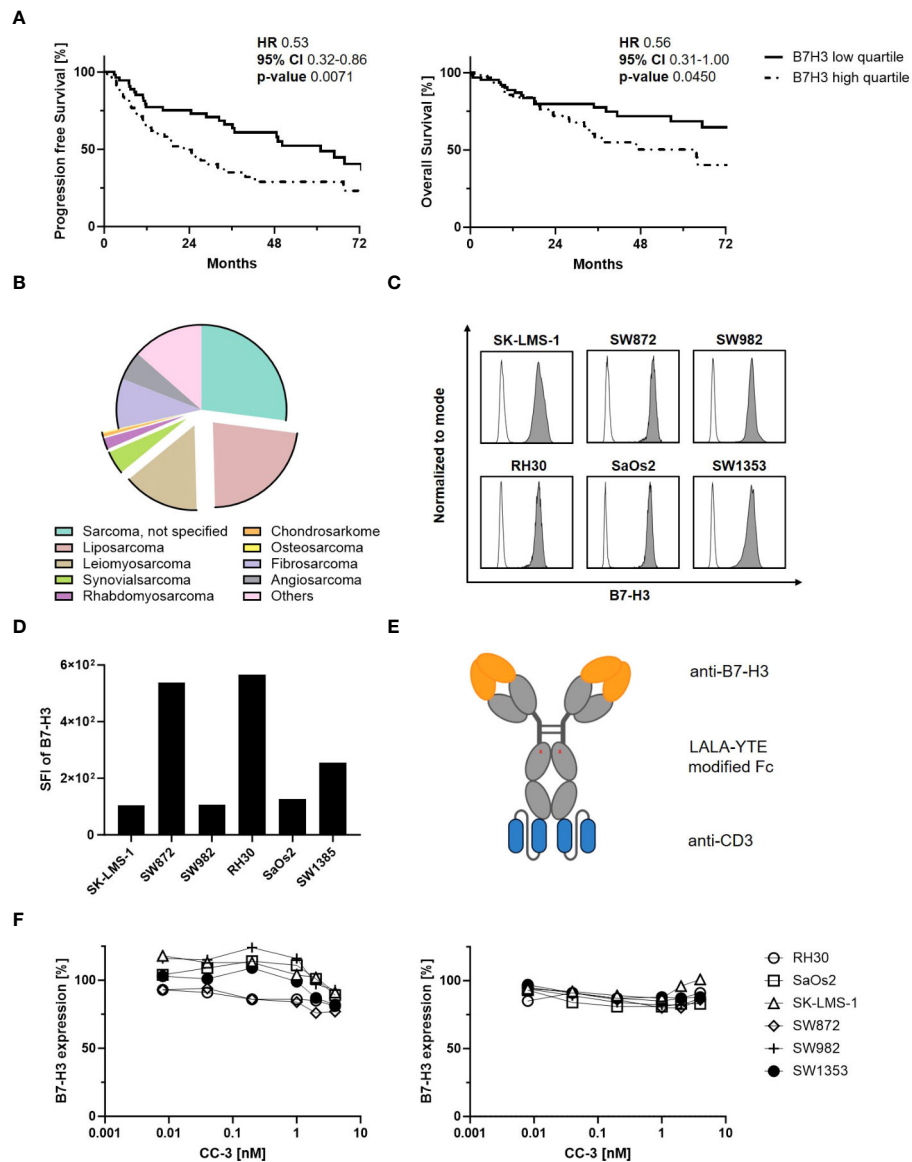 A
HR 0.53
95% CI 0.32-0.86
p-value 0.0071
Progression free Survival [%]
100
50
0
0 24 48 72
Months
HR 0.56
95% CI 0.31-1.00
p-value 0.0450
Overall Survival [%]
100
50
0
0 24 48 72
Months
B7H3 low quartile
B7H3 high quartile
B
Sarcoma, not specified
Liposarcoma
Leiomyosarcoma
Synovialsarcoma
Rhabdomyosarcoma
Chondrosarkome
Osteosarcoma
Fibrosarcoma
Angiosarcoma
Others
C
Normalized to mode
SK-LMS-1 SW872 SW982
RH30 SaOs2 SW1353
B7-H3
D
SFI of B7-H3
6×10²
4×10²
2×10²
0
SK-LMS-1 SW872 SW982 RH30 SaOs2 SW1385
E
anti-B7-H3
LALA-YTE
modified Fc
anti-CD3
F
B7-H3 expression [%]
100
50
0
0.001 0.01 0.1 1 10
CC-3 [nM]
B7-H3 expression [%]
100
50
0
0.001 0.01 0.1 1 10
CC-3 [nM]
RH30
SaOs2
SK-LMS-1
SW872
SW982
SW1353